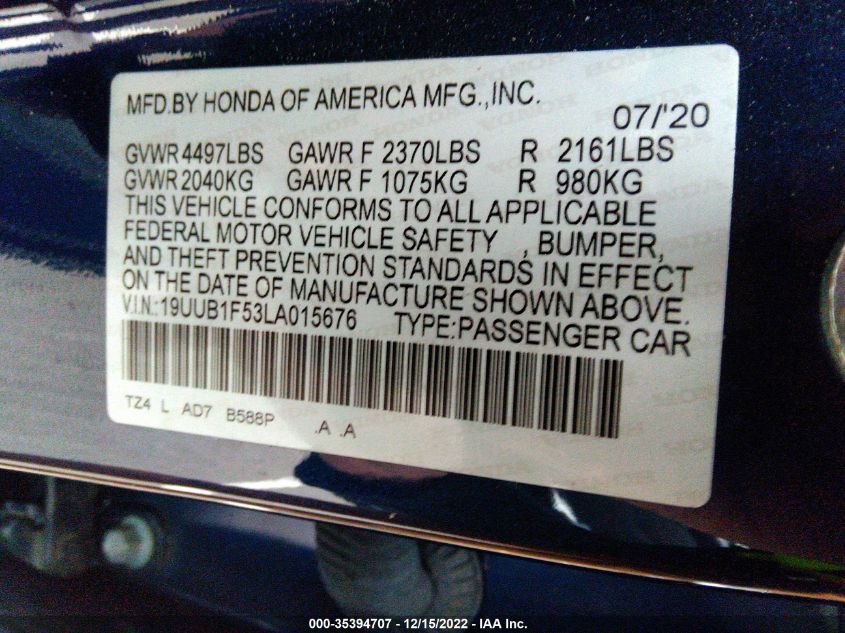 MFD.BY HONDA OF AMERICA MFG.,INC.
07/'20
GVWR 4497LBS GAWR F 2370LBS R 2161LBS
GVWR 2040KG GAWR F 1075KG R 980KG
THIS VEHICLE CONFORMS TO ALL APPLICABLE
FEDERAL MOTOR VEHICLE SAFETY , BUMPER,
AND THEFT PREVENTION STANDARDS IN EFFECT
ON THE DATE OF MANUFACTURE SHOWN ABOVE.
V.I.N.:19UUB1F53LA015676 TYPE:PASSENGER CAR
TZ4 L AD7 B588P .A .A
000-35394707 - 12/15/2022 - IAA Inc.